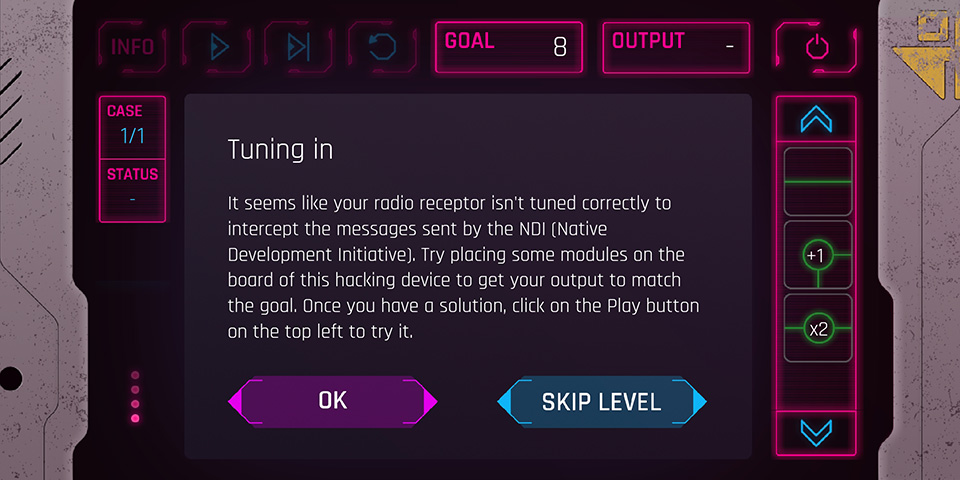 INFO
GOAL
8
OUTPUT
-
CASE
1/1
STATUS
-
Tuning in
It seems like your radio receptor isn't tuned correctly to
intercept the messages sent by the NDI (Native
Development Initiative). Try placing some modules on the
board of this hacking device to get your output to match
the goal. Once you have a solution, click on the Play button
on the top left to try it.
OK
SKIP LEVEL
+1
x2